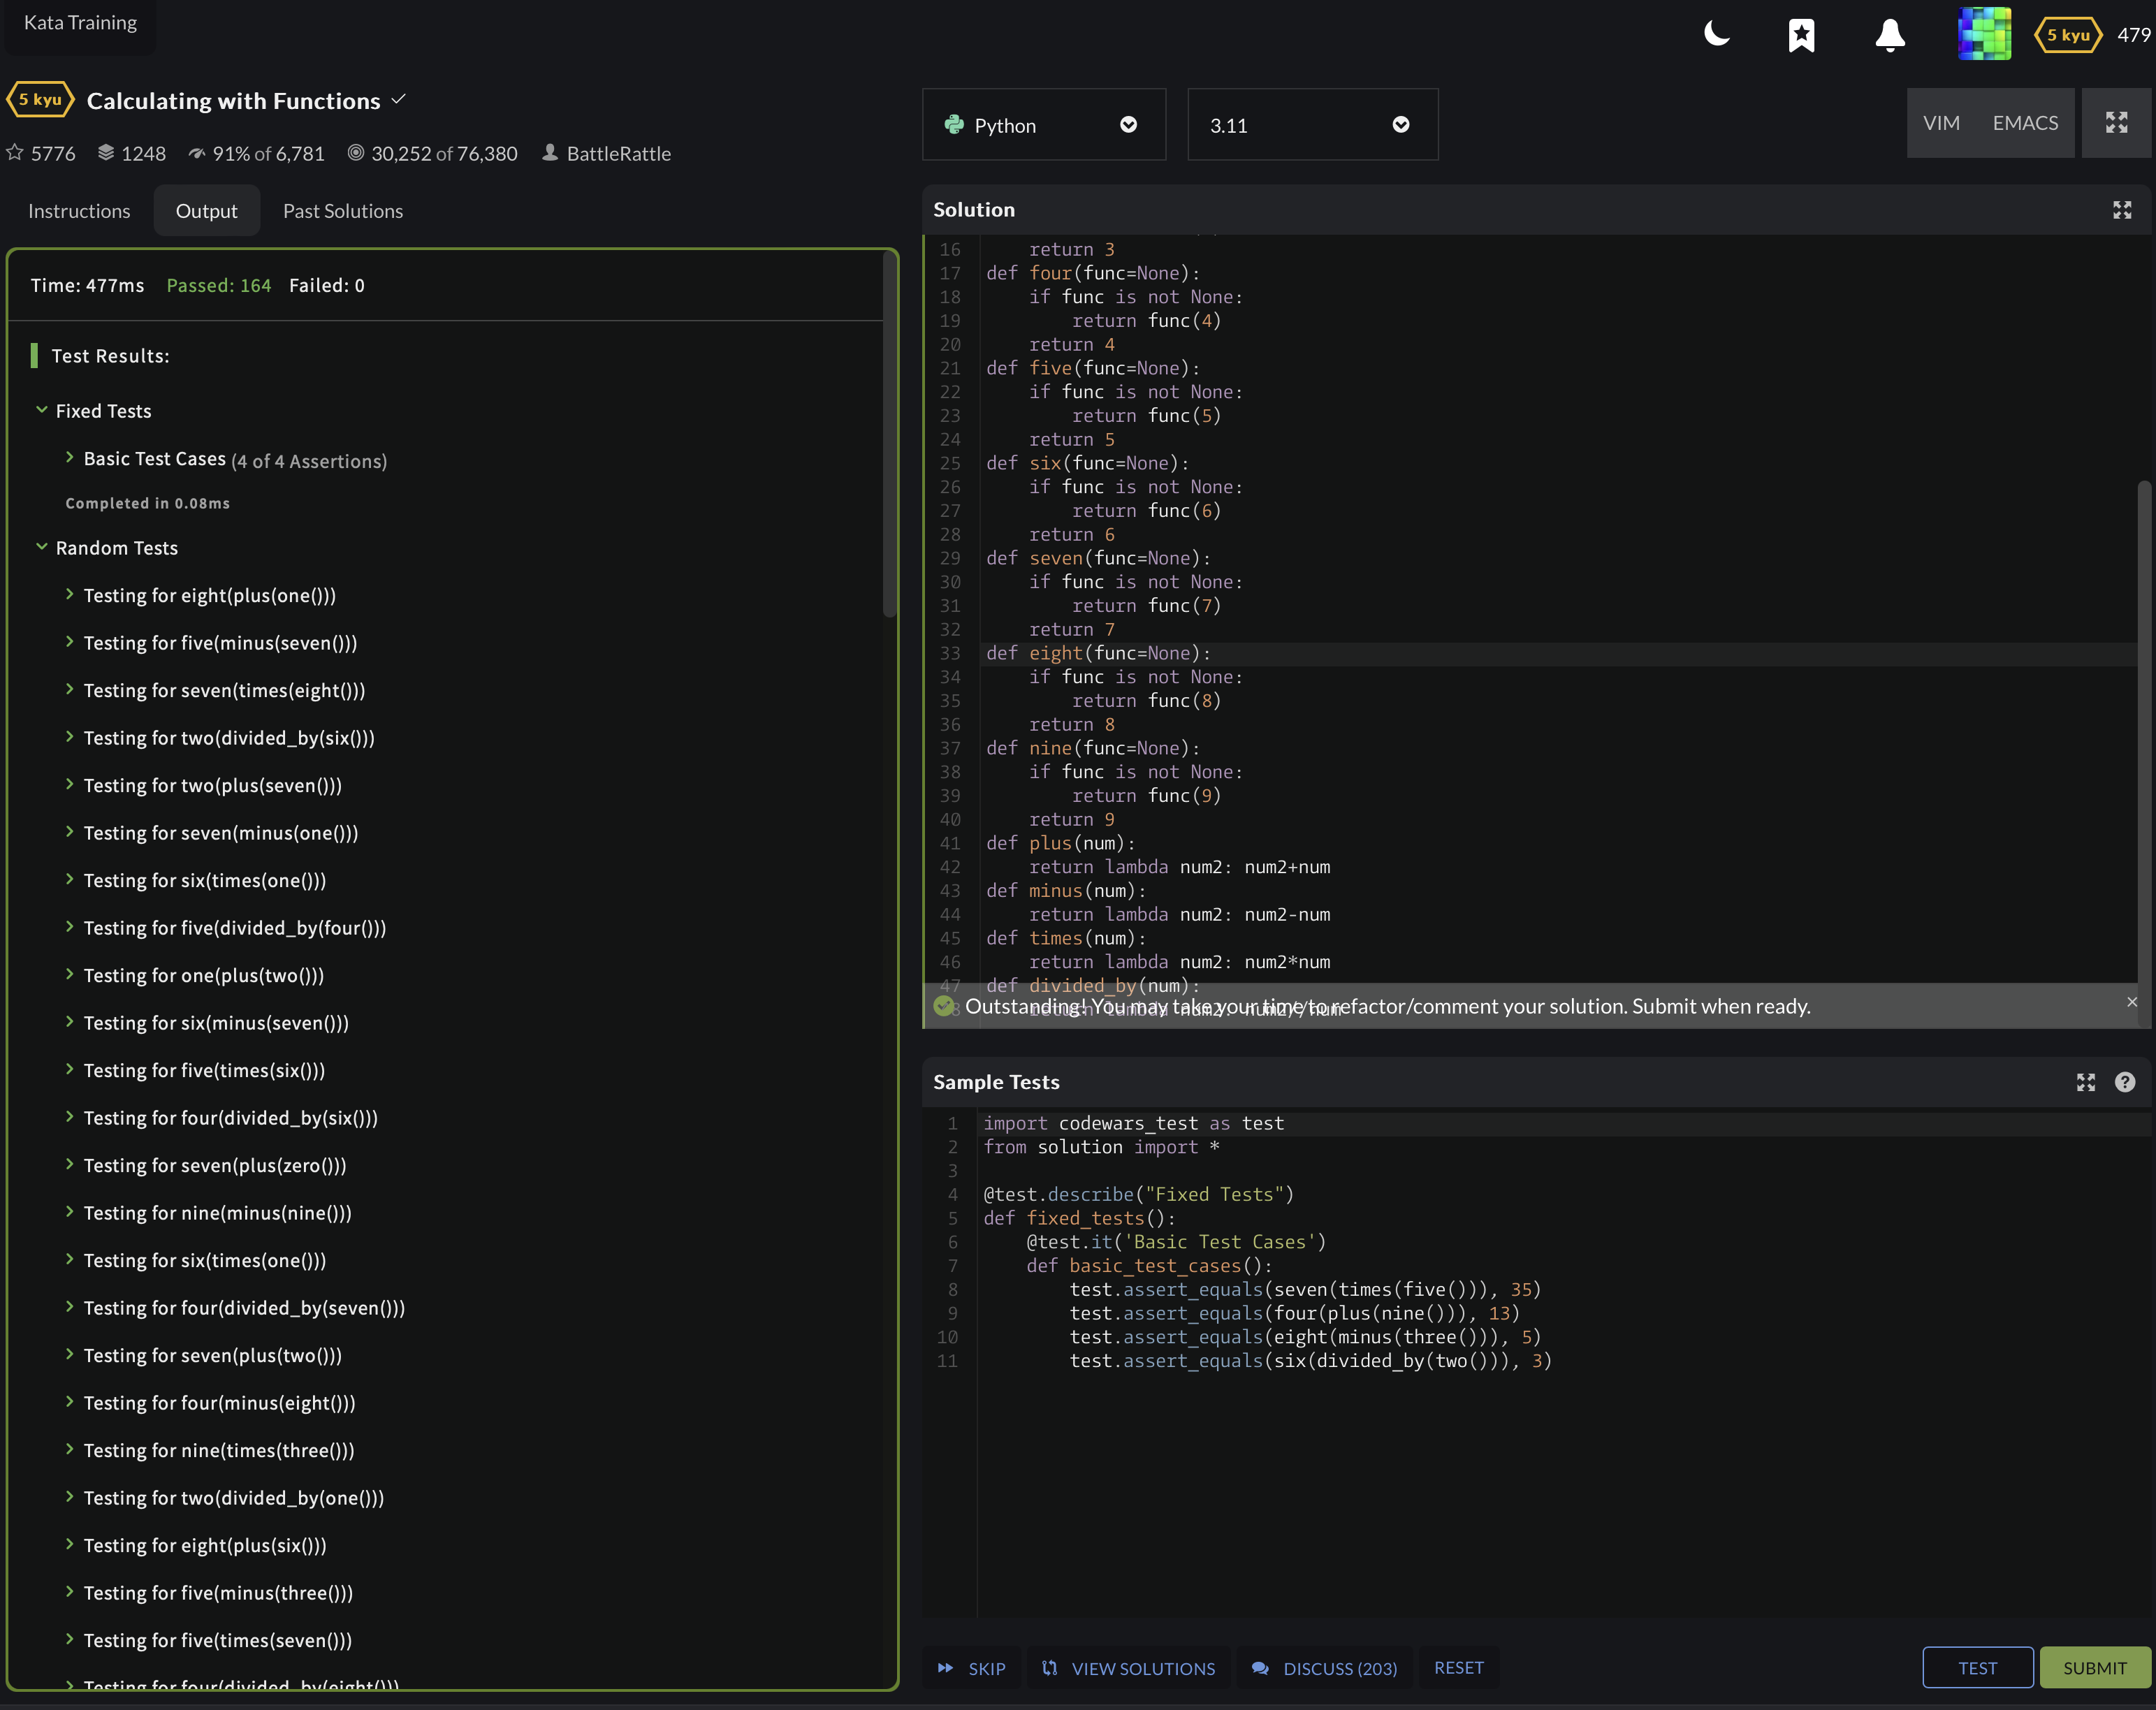 Kata Training
5 kyu 479
5 kyu Calculating with Functions
5776 1248 91% of 6,781 30,252 of 76,380 BattleRattle
Instructions Output Past Solutions
Time: 477ms Passed: 164 Failed: 0
Test Results:
Fixed Tests
Basic Test Cases (4 of 4 Assertions)
Completed in 0.08ms
Random Tests
Testing for eight(plus(one()))
Testing for five(minus(seven()))
Testing for seven(times(eight()))
Testing for two(divided_by(six()))
Testing for two(plus(seven()))
Testing for seven(minus(one()))
Testing for six(times(one()))
Testing for five(divided_by(four()))
Testing for one(plus(two()))
Testing for six(minus(seven()))
Testing for five(times(six()))
Testing for four(divided_by(six()))
Testing for seven(plus(zero()))
Testing for nine(minus(nine()))
Testing for six(times(one()))
Testing for four(divided_by(seven()))
Testing for seven(plus(two()))
Testing for four(minus(eight()))
Testing for nine(times(three()))
Testing for two(divided_by(one()))
Testing for eight(plus(six()))
Testing for five(minus(three()))
Testing for five(times(seven()))
Testing for four(divided_by(eight()))
Python 3.11 VIM EMACS
Solution
16     return 3
17 def four(func=None):
18     if func is not None:
19         return func(4)
20     return 4
21 def five(func=None):
22     if func is not None:
23         return func(5)
24     return 5
25 def six(func=None):
26     if func is not None:
27         return func(6)
28     return 6
29 def seven(func=None):
30     if func is not None:
31         return func(7)
32     return 7
33 def eight(func=None):
34     if func is not None:
35         return func(8)
36     return 8
37 def nine(func=None):
38     if func is not None:
39         return func(9)
40     return 9
41 def plus(num):
42     return lambda num2: num2+num
43 def minus(num):
44     return lambda num2: num2-num
45 def times(num):
46     return lambda num2: num2*num
47 def divided_by(num):
48     return lambda num2: num2//num
Outstanding! You may take your time to refactor/comment your solution. Submit when ready.
Sample Tests
1 import codewars_test as test
2 from solution import *
3
4 @test.describe("Fixed Tests")
5 def fixed_tests():
6     @test.it('Basic Test Cases')
7     def basic_test_cases():
8         test.assert_equals(seven(times(five())), 35)
9         test.assert_equals(four(plus(nine())), 13)
10         test.assert_equals(eight(minus(three())), 5)
11         test.assert_equals(six(divided_by(two())), 3)
SKIP VIEW SOLUTIONS DISCUSS (203) RESET TEST SUBMIT